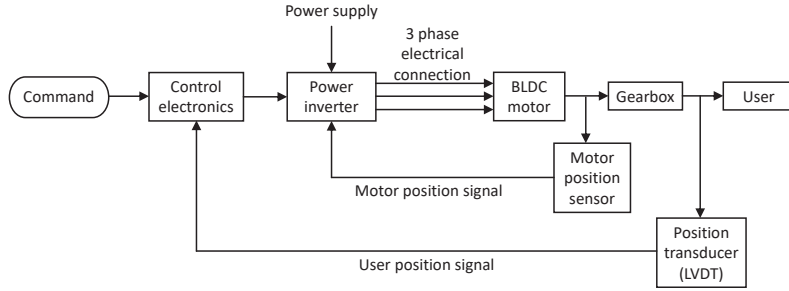 Power supply
3 phase
electrical
connection
Command
Control
electronics
Power
inverter
BLDC
motor
Gearbox
User
Motor
position
sensor
Motor position signal
Position
transducer
(LVDT)
User position signal